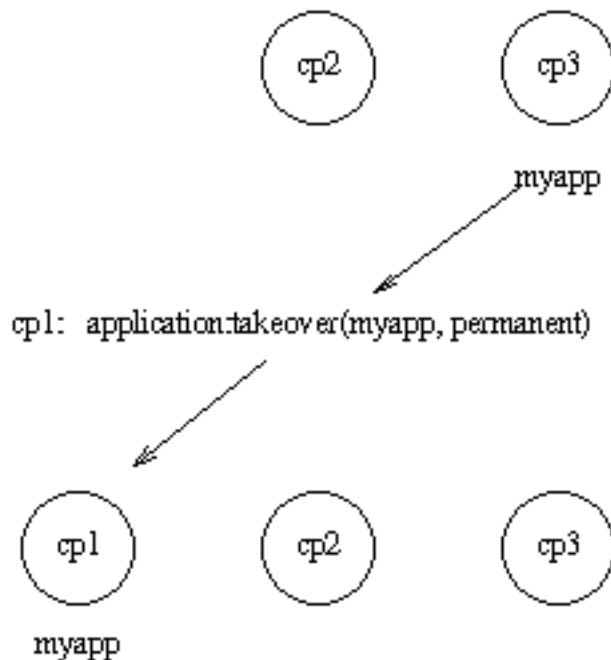 cp2 cp3
myapp
cp1: application:takeover(myapp, permanent)
cp1 cp2 cp3
myapp